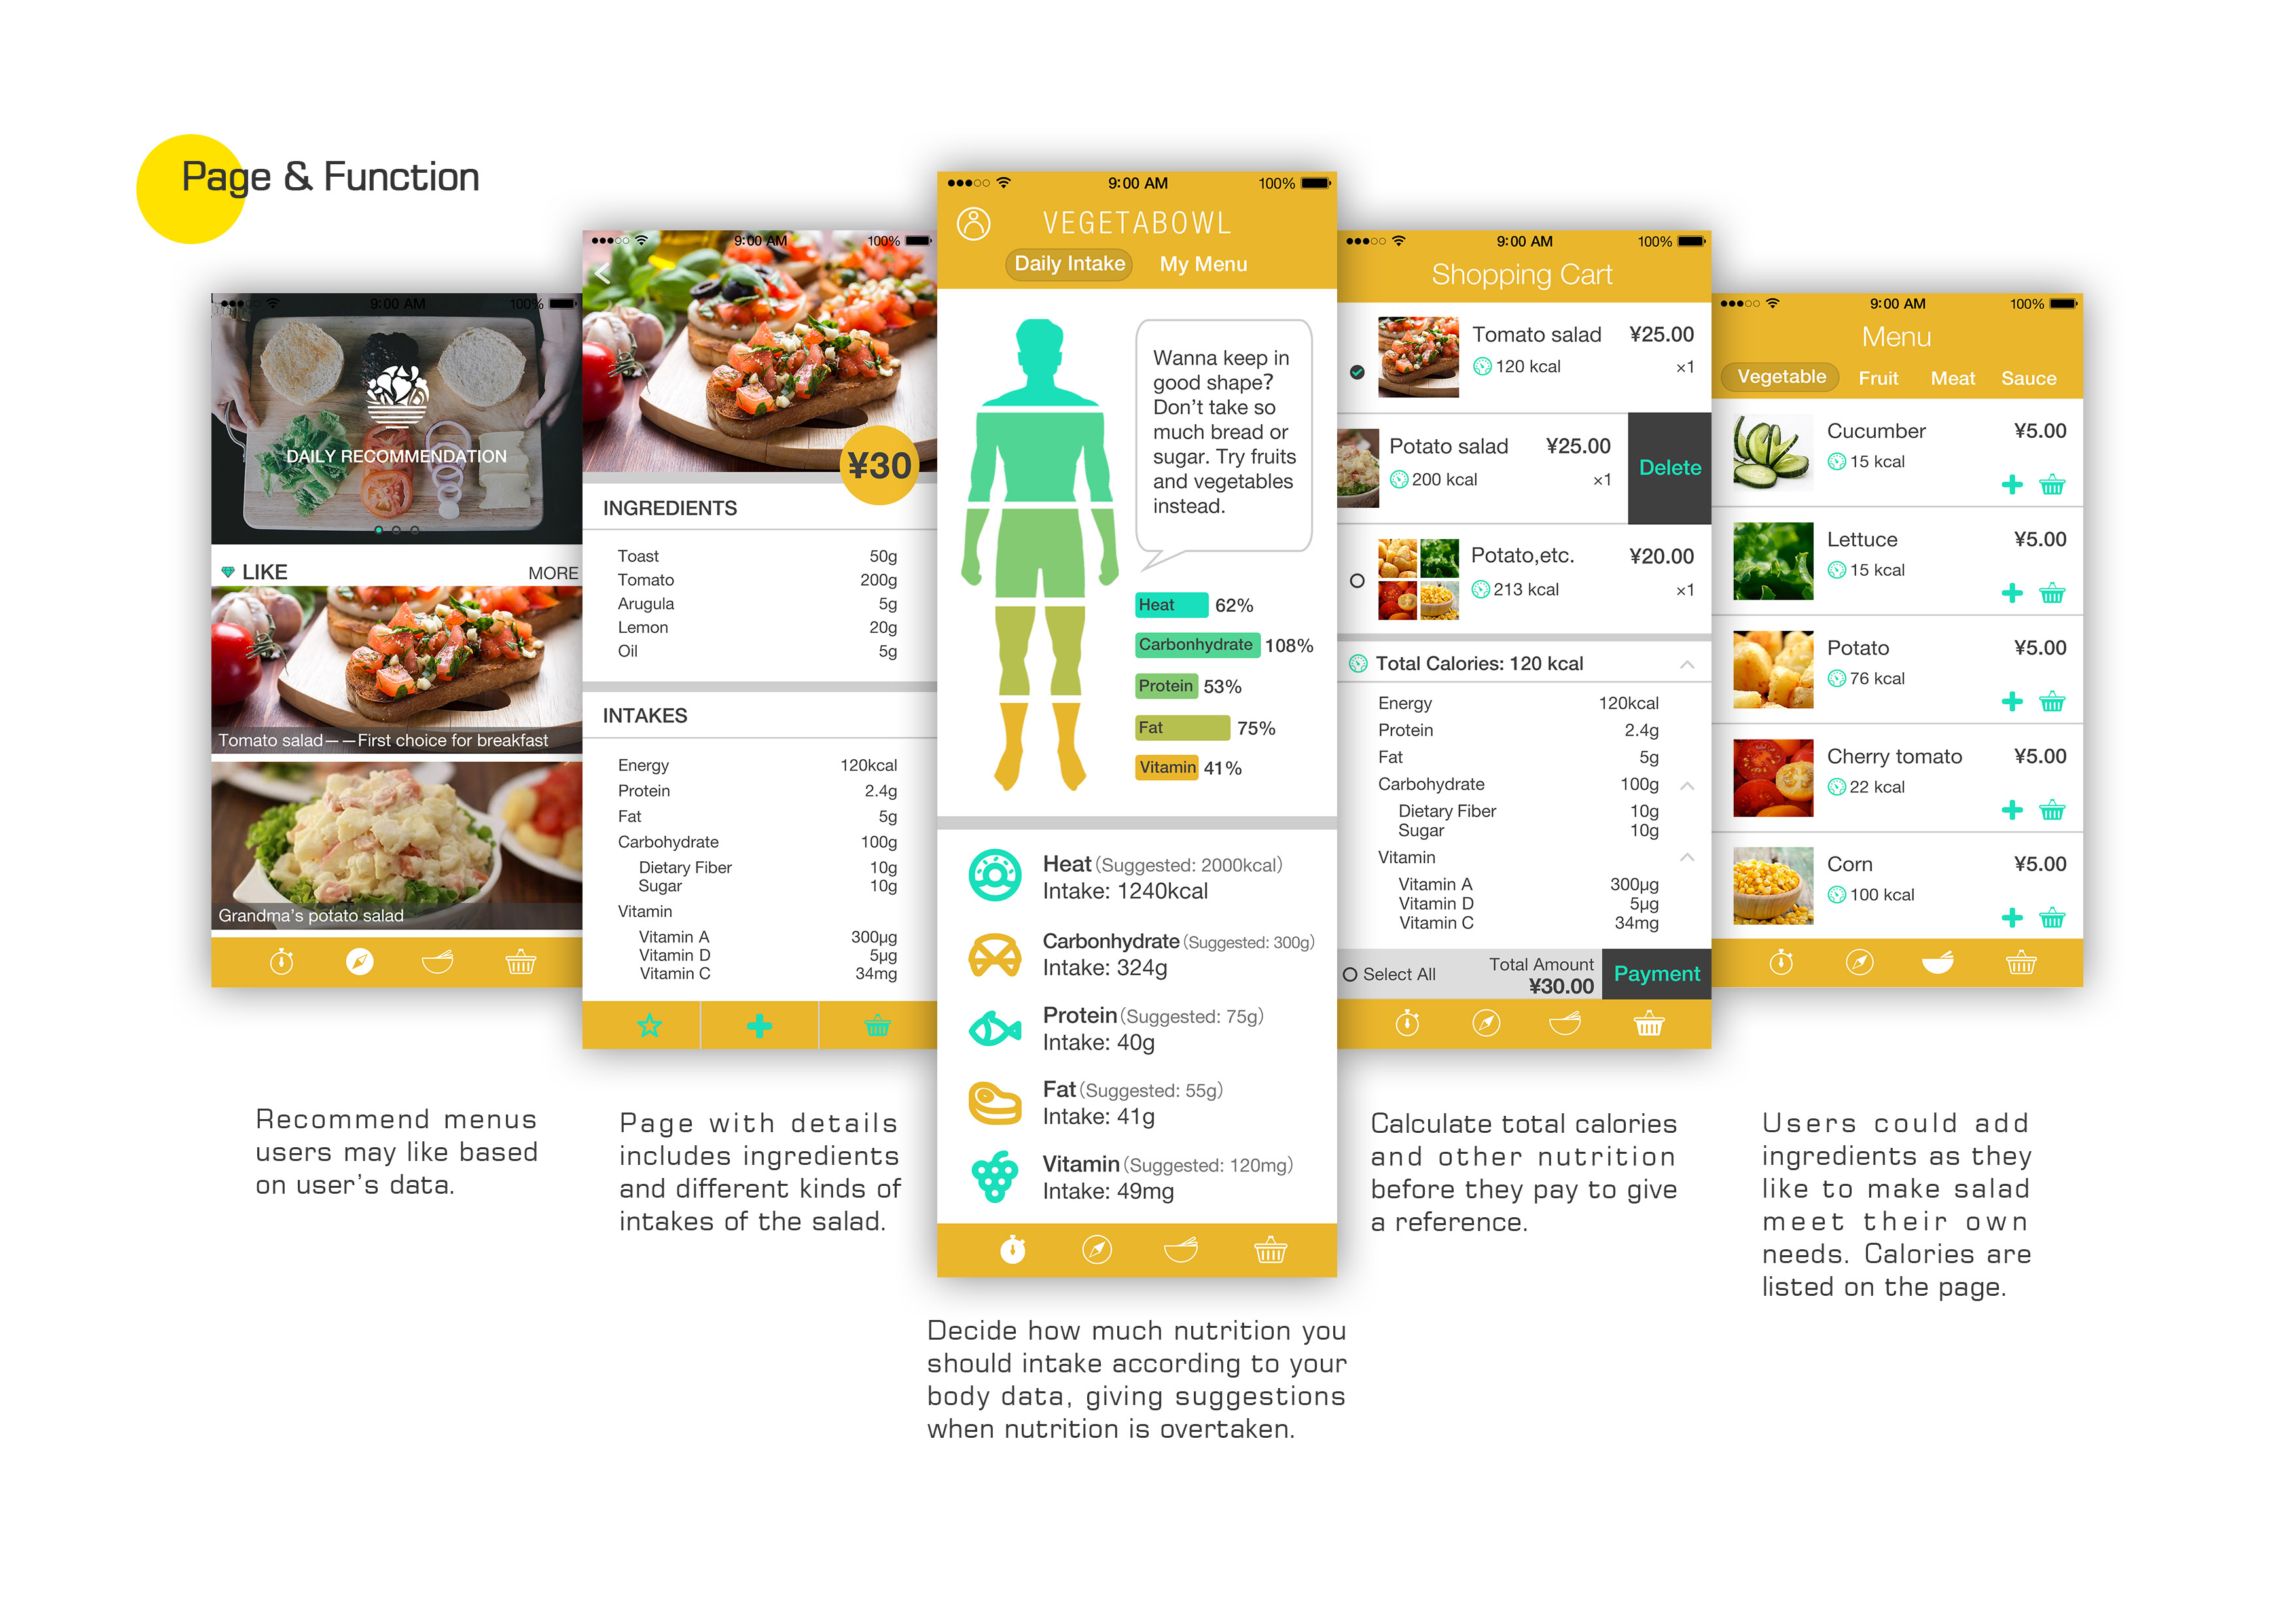 Page & Function
9:00 AM 100%
DAILY RECOMMENDATION
LIKE MORE
Tomato salad——First choice for breakfast
Grandma's potato salad
Recommend menus
users may like based
on user's data.
9:00 AM 100%
¥30
INGREDIENTS
Toast 50g
Tomato 200g
Arugula 5g
Lemon 20g
Oil 5g
INTAKES
Energy 120kcal
Protein 2.4g
Fat 5g
Carbohydrate 100g
Dietary Fiber 10g
Sugar 10g
Vitamin
Vitamin A 300μg
Vitamin D 5μg
Vitamin C 34mg
Page with details
includes ingredients
and different kinds of
intakes of the salad.
9:00 AM 100%
VEGETABOWL
Daily Intake My Menu
Wanna keep in
good shape?
Don't take so
much bread or
sugar. Try fruits
and vegetables
instead.
Heat 62%
Carbonhydrate 108%
Protein 53%
Fat 75%
Vitamin 41%
Heat (Suggested: 2000kcal)
Intake: 1240kcal
Carbonhydrate (Suggested: 300g)
Intake: 324g
Protein (Suggested: 75g)
Intake: 40g
Fat (Suggested: 55g)
Intake: 41g
Vitamin (Suggested: 120mg)
Intake: 49mg
Decide how much nutrition you
should intake according to your
body data, giving suggestions
when nutrition is overtaken.
9:00 AM 100%
Shopping Cart
Tomato salad ¥25.00
120 kcal ×1
Potato salad ¥25.00
200 kcal ×1
Delete
Potato,etc. ¥20.00
213 kcal ×1
Total Calories: 120 kcal
Energy 120kcal
Protein 2.4g
Fat 5g
Carbohydrate 100g
Dietary Fiber 10g
Sugar 10g
Vitamin
Vitamin A 300μg
Vitamin D 5μg
Vitamin C 34mg
Select All
Total Amount
¥30.00
Payment
Calculate total calories
and other nutrition
before they pay to give
a reference.
9:00 AM 100%
Menu
Vegetable Fruit Meat Sauce
Cucumber ¥5.00
15 kcal
Lettuce ¥5.00
15 kcal
Potato ¥5.00
76 kcal
Cherry tomato ¥5.00
22 kcal
Corn ¥5.00
100 kcal
Users could add
ingredients as they
like to make salad
meet their own
needs. Calories are
listed on the page.